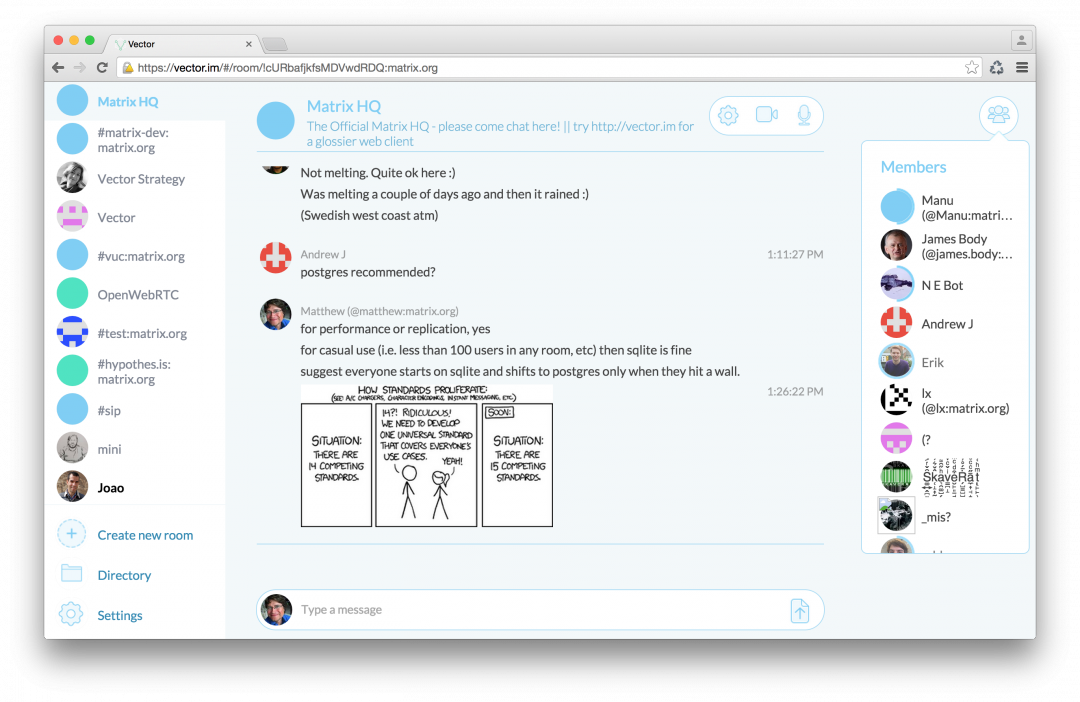 Vector
https://vector.im/#/room/!cURbafjkfsMDVwdRDQ:matrix.org
Matrix HQ
#matrix-dev:
matrix.org
Vector Strategy
Vector
#vuc:matrix.org
OpenWebRTC
#test:matrix.org
#hypothes.is:
matrix.org
#sip
mini
Joao
Create new room
Directory
Settings
Matrix HQ
The Official Matrix HQ - please come chat here! || try http://vector.im for
a glossier web client
Not melting. Quite ok here :)
Was melting a couple of days ago and then it rained :)
(Swedish west coast atm)
Andrew J
1:11:27 PM
postgres recommended?
Matthew (@matthew:matrix.org)
for performance or replication, yes
for casual use (i.e. less than 100 users in any room, etc) then sqlite is fine
suggest everyone starts on sqlite and shifts to postgres only when they hit a wall.
1:26:22 PM
HOW STANDARDS PROLIFERATE:
(SEE: A/C CHARGERS, CHARACTER ENCODINGS, INSTANT MESSAGING, ETC.)
SITUATION:
THERE ARE
14 COMPETING
STANDARDS.
14?! RIDICULOUS!
WE NEED TO DEVELOP
ONE UNIVERSAL STANDARD
THAT COVERS EVERYONE'S
USE CASES.
YEAH!
SOON:
SITUATION:
THERE ARE
15 COMPETING
STANDARDS.
Type a message
Members
Manu
(@Manu:matri...
James Body
(@james.body:...
N E Bot
Andrew J
Erik
lx
(@lx:matrix.org)
(?
SkaveRat
_mis?